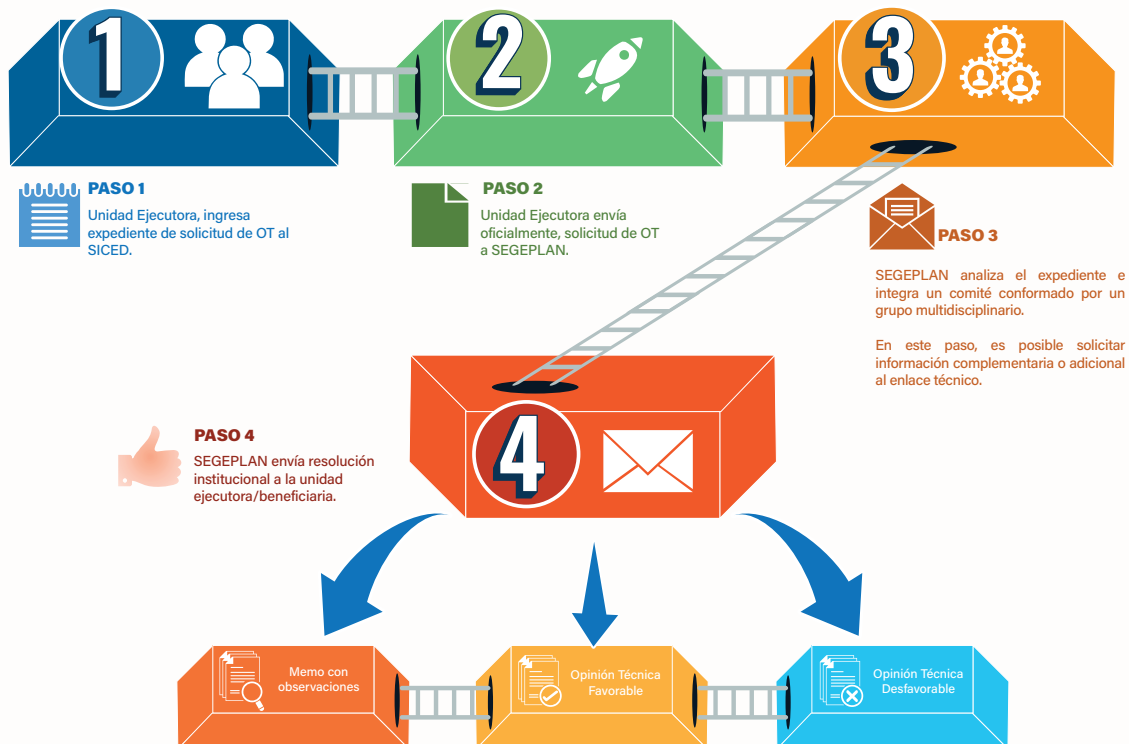 1
2
3
PASO 1
Unidad Ejecutora, ingresa
expediente de solicitud de OT al
SICED.
PASO 2
Unidad Ejecutora envía
oficialmente, solicitud de OT
a SEGEPLAN.
PASO 3
SEGEPLAN analiza el expediente e
integra un comité conformado por un
grupo multidisciplinario.
En este paso, es posible solicitar
información complementaria o adicional
al enlace técnico.
4
PASO 4
SEGEPLAN envía resolución
institucional a la unidad
ejecutora/beneficiaria.
Memo con
observaciones
Opinión Técnica
Favorable
Opinión Técnica
Desfavorable